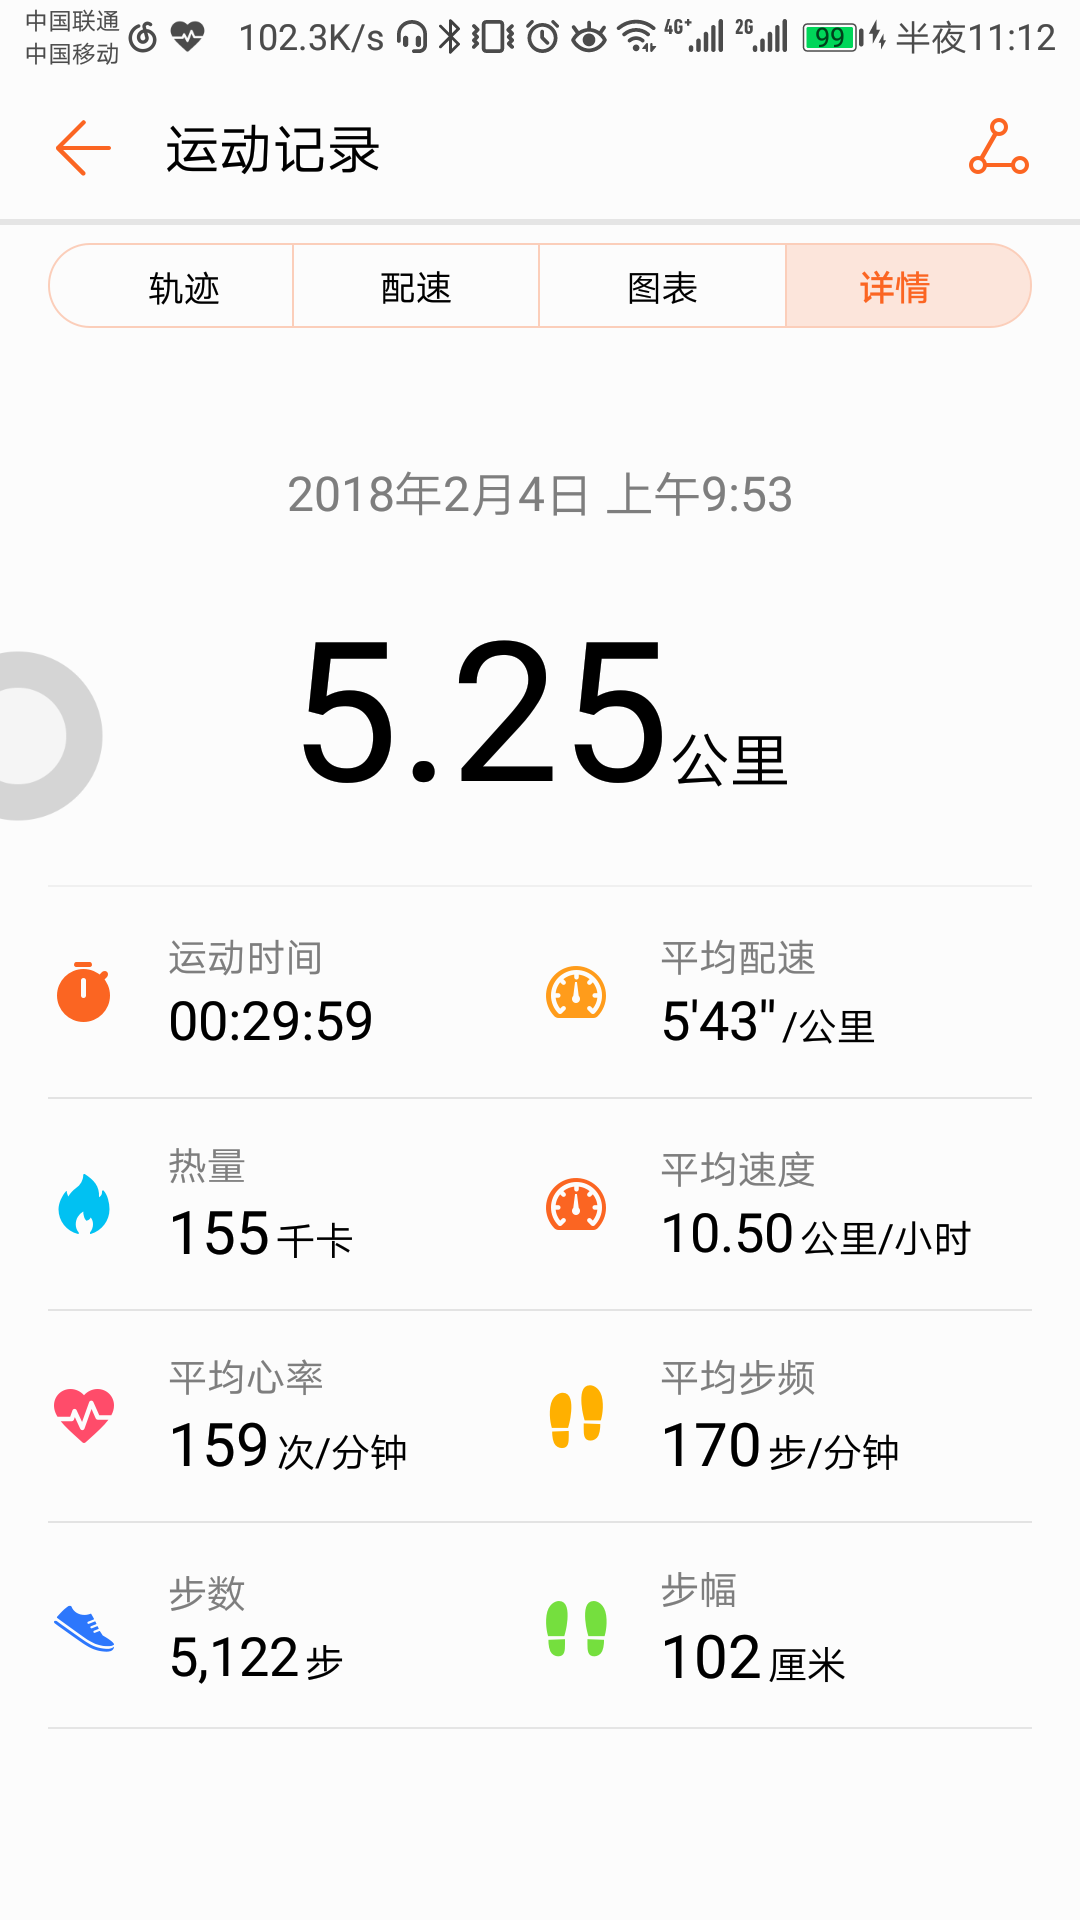 中国联通
中国移动
102.3K/s 4G+ 2G 99 半夜11:12
运动记录
轨迹 配速 图表 详情
2018年2月4日 上午9:53
5.25公里
运动时间 平均配速
00:29:59 5'43"/公里
热量 平均速度
155千卡 10.50公里/小时
平均心率 平均步频
159次/分钟 170步/分钟
步数 步幅
5,122步 102厘米